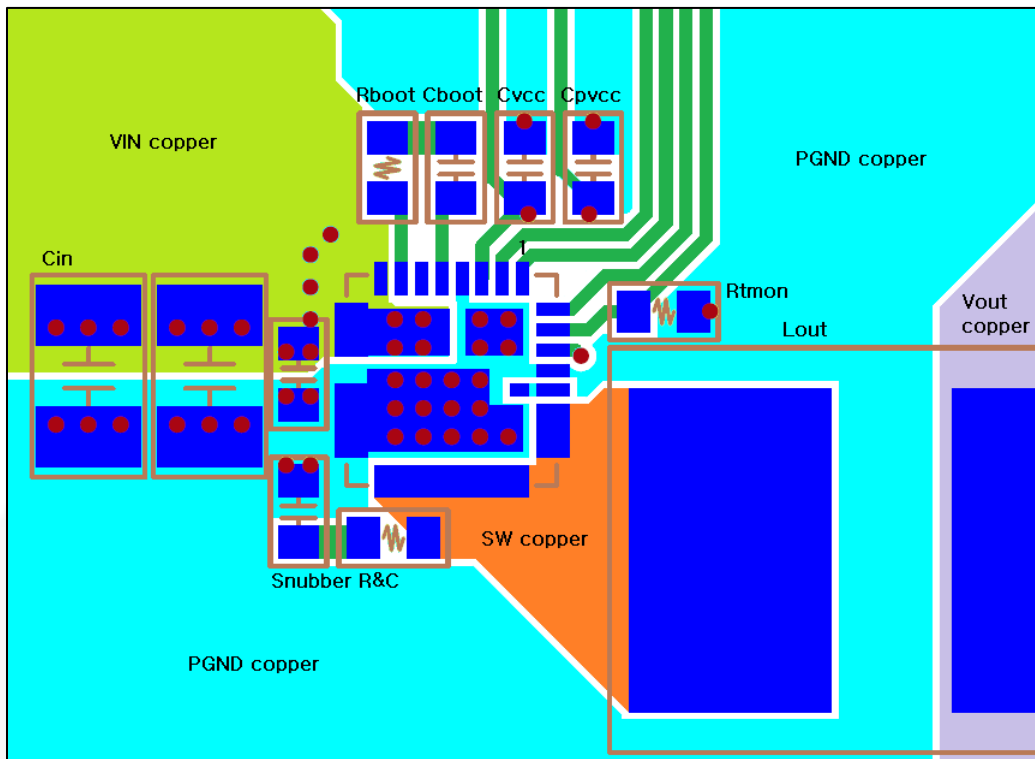 Rboot Cboot Cvcc Cpvcc
VIN copper
PGND copper
1
Cin
Rtmon
Vout
copper
Lout
SW copper
Snubber R&C
PGND copper